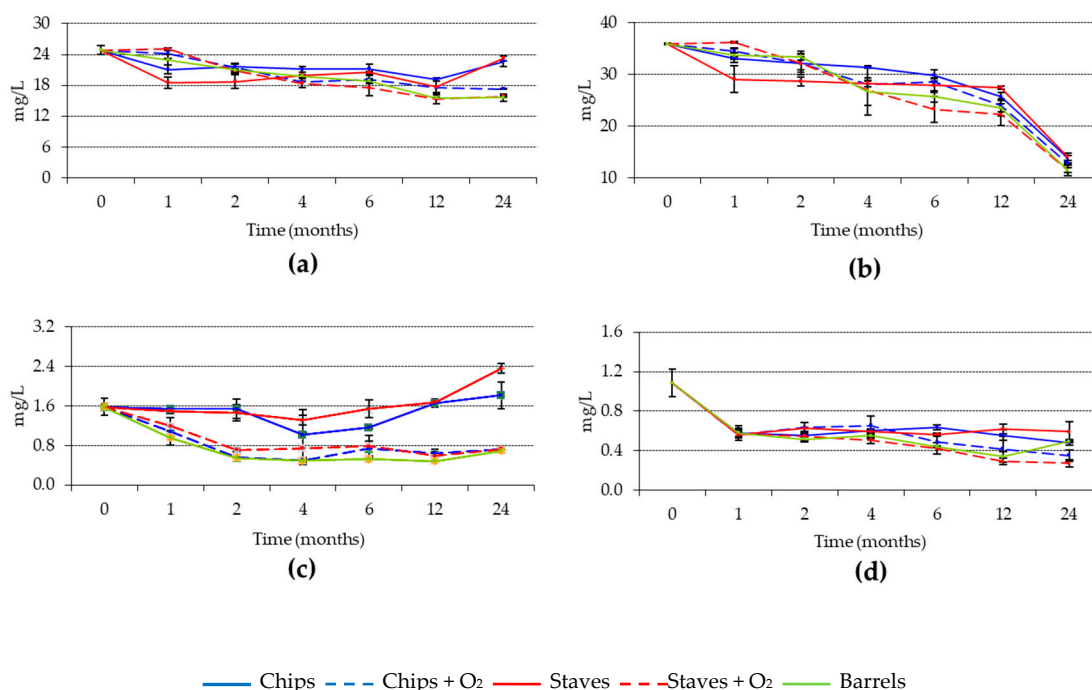 30
24
18
12
6
0
mg/L
0 1 2 4 6 12 24
Time (months)
(a)
40
30
20
10
mg/L
0 1 2 4 6 12 24
Time (months)
(b)
3.2
2.4
1.6
0.8
0.0
mg/L
0 1 2 4 6 12 24
Time (months)
(c)
1.6
1.2
0.8
0.4
0.0
mg/L
0 1 2 4 6 12 24
Time (months)
(d)
Chips Chips + O₂ Staves Staves + O₂ Barrels